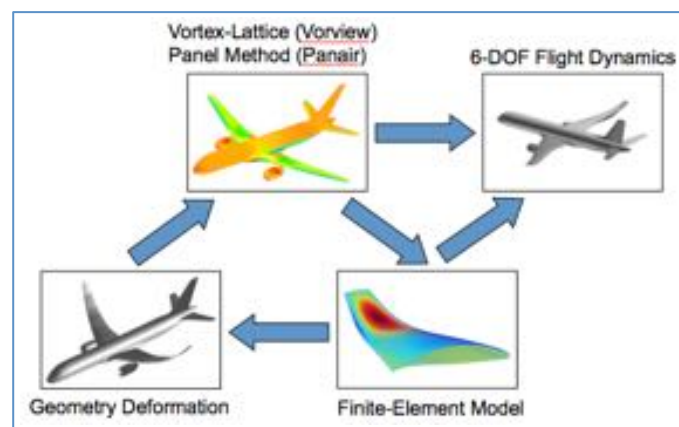 Vortex-Lattice (Vorview)
Panel Method (Panair)
6-DOF Flight Dynamics
Geometry Deformation
Finite-Element Model